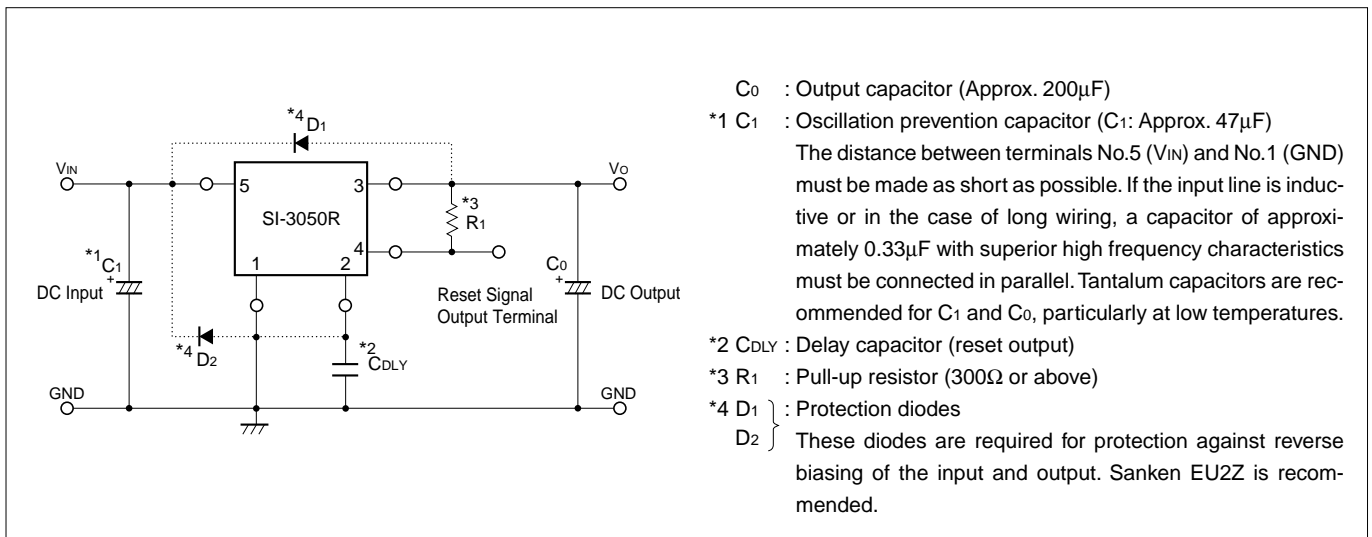 *4 D1
VIN
5
3
VO
SI-3050R
*3
R1
4
1
2
*1 C1
+
DC Input
C0
+
DC Output
Reset Signal
Output Terminal
*4 D2
*2
CDLY
GND
GND
C0 : Output capacitor (Approx. 200µF)
*1 C1 : Oscillation prevention capacitor (C1: Approx. 47µF)
The distance between terminals No.5 (VIN) and No.1 (GND)
must be made as short as possible. If the input line is induc-
tive or in the case of long wiring, a capacitor of approxi-
mately 0.33µF with superior high frequency characteristics
must be connected in parallel. Tantalum capacitors are rec-
ommended for C1 and C0, particularly at low temperatures.
*2 CDLY : Delay capacitor (reset output)
*3 R1 : Pull-up resistor (300Ω or above)
*4 D1 : Protection diodes
D2
These diodes are required for protection against reverse
biasing of the input and output. Sanken EU2Z is recom-
mended.